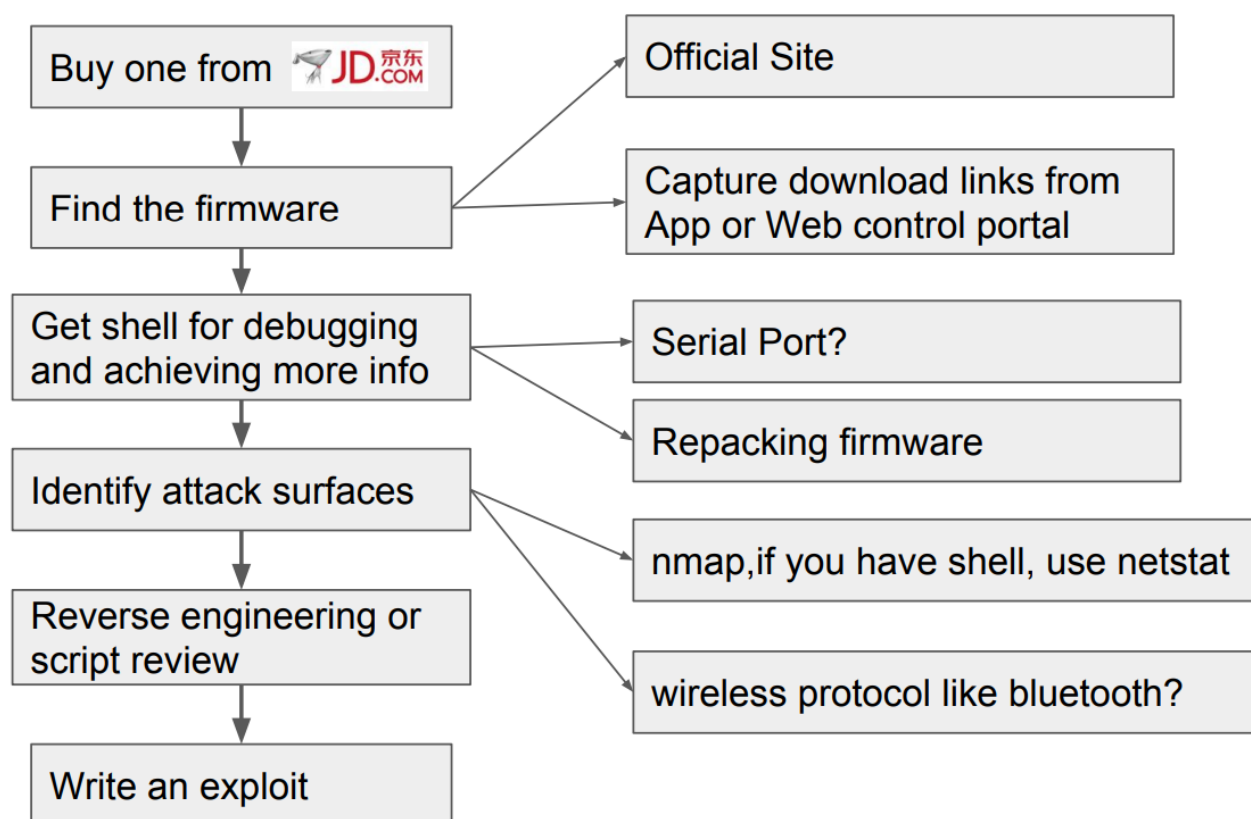 Buy one from JD.COM 京东
Official Site
Find the firmware
Capture download links from
App or Web control portal
Get shell for debugging
and achieving more info
Serial Port?
Repacking firmware
Identify attack surfaces
nmap,if you have shell, use netstat
Reverse engineering or
script review
wireless protocol like bluetooth?
Write an exploit